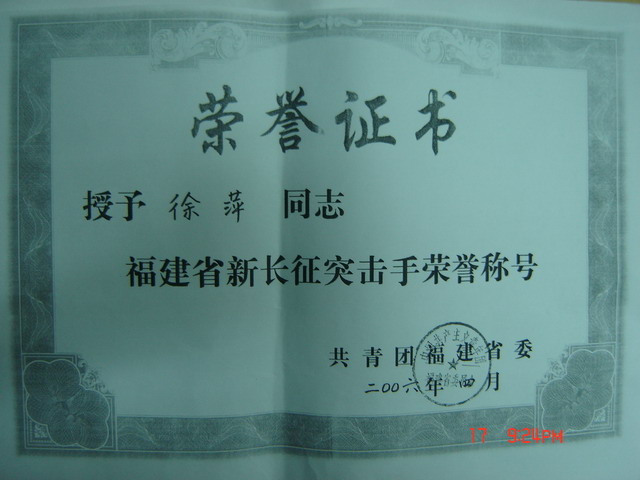 荣誉证书
授予 徐萍 同志
福建省新长征突击手荣誉称号
共青团福建省委
二00六年四月
17 9:24PM